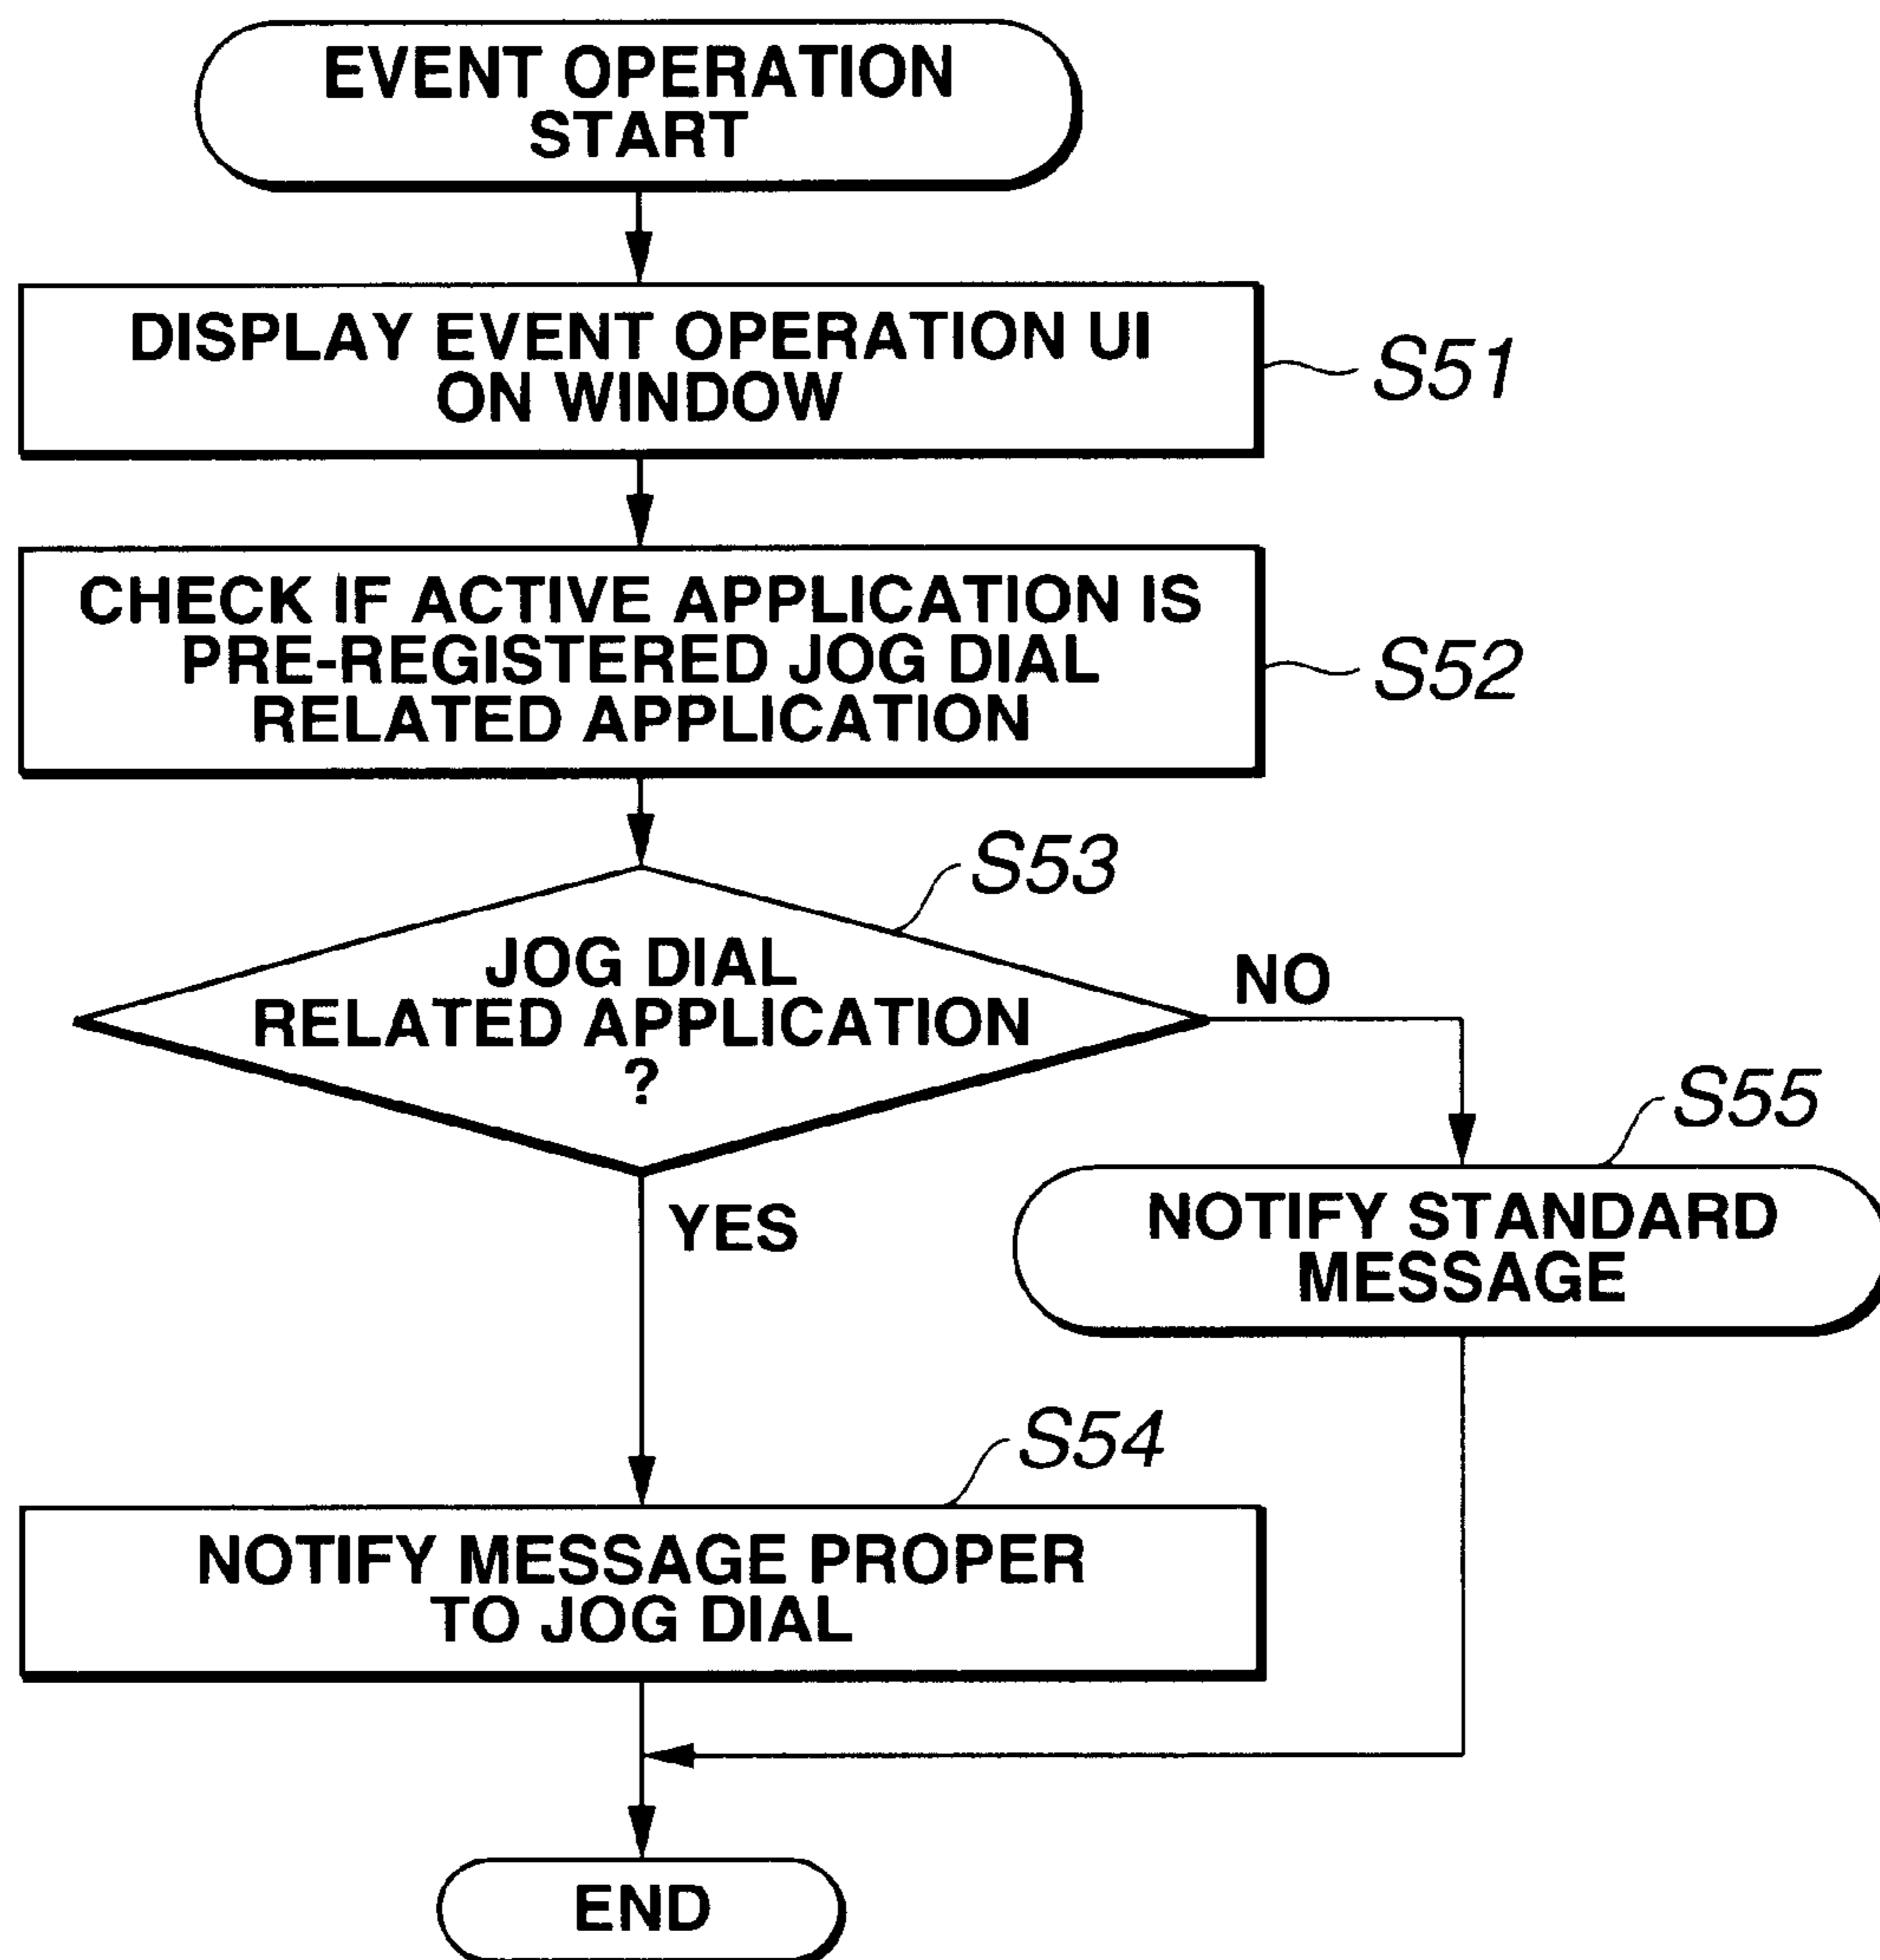 EVENT OPERATION
START
DISPLAY EVENT OPERATION UI
ON WINDOW
S51
CHECK IF ACTIVE APPLICATION IS
PRE-REGISTERED JOG DIAL
RELATED APPLICATION
S52
S53
JOG DIAL
RELATED APPLICATION
?
NO
YES
S55
NOTIFY STANDARD
MESSAGE
S54
NOTIFY MESSAGE PROPER
TO JOG DIAL
END